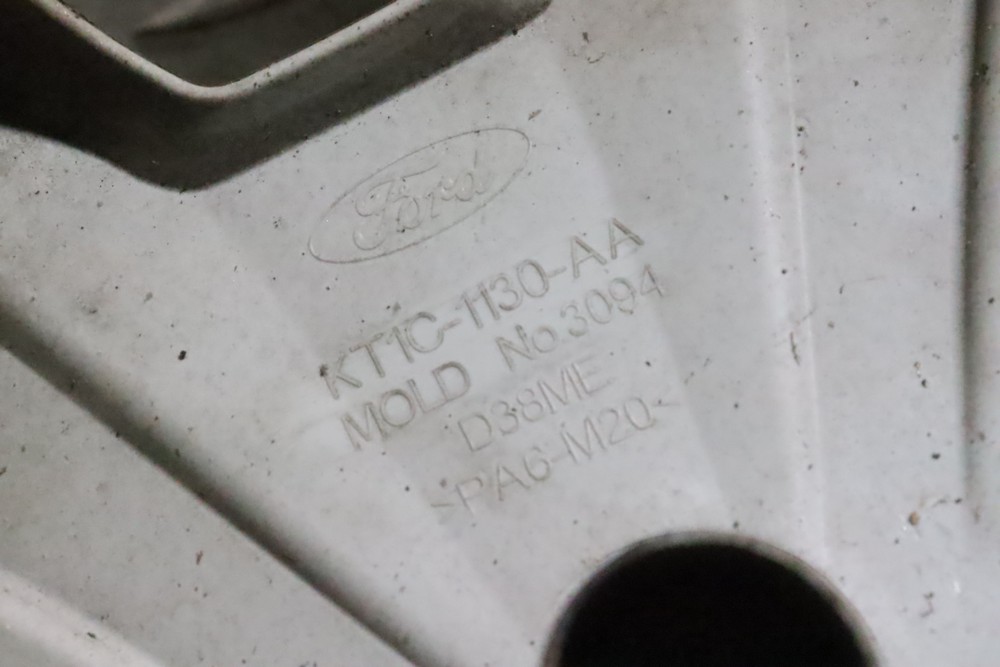 Ford
KT1C-1130-AA
MOLD No.3094
D38ME
>PA6-M20<